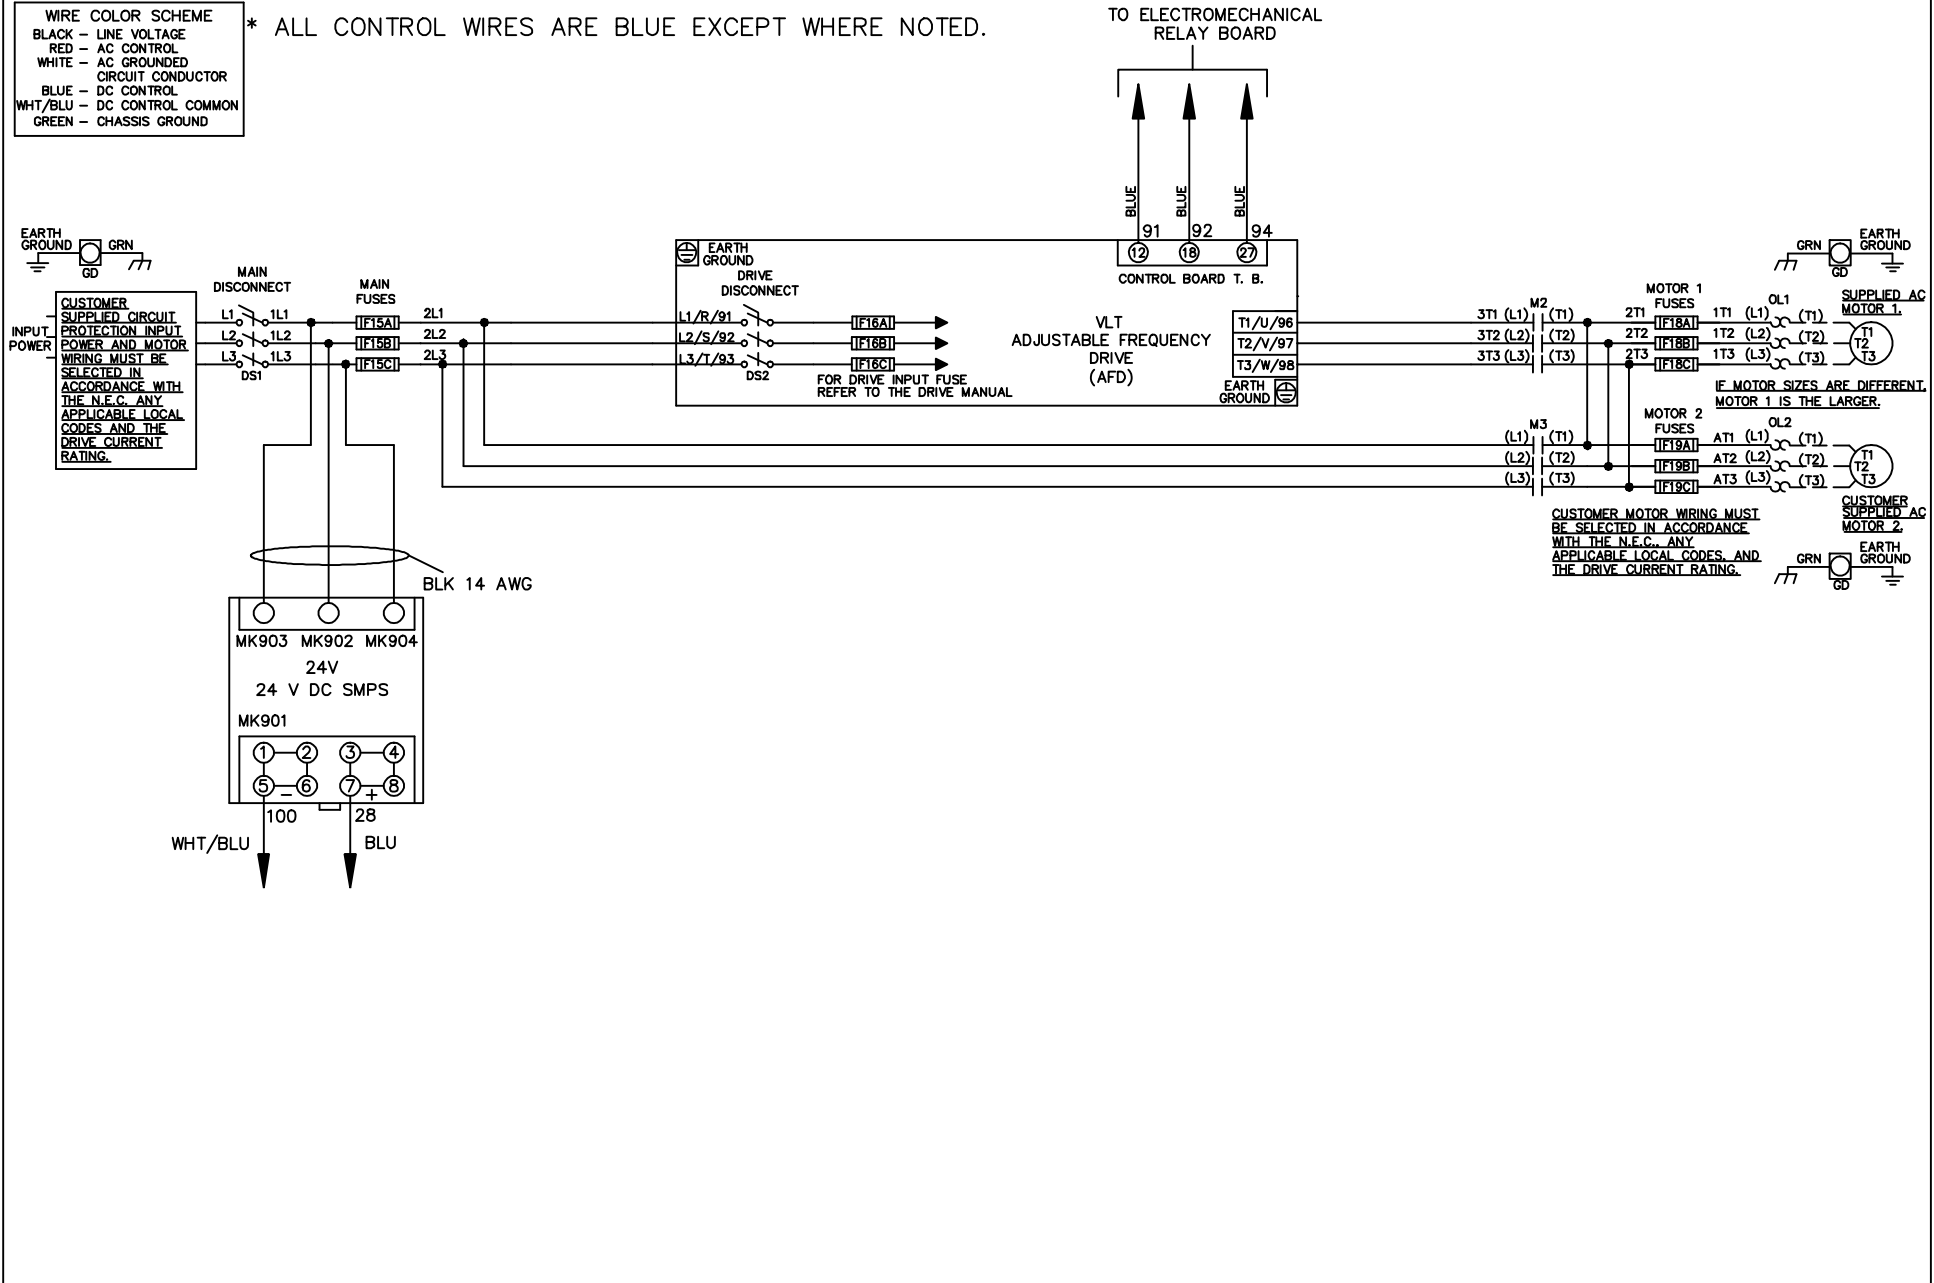 WIRE COLOR SCHEME
BLACK – LINE VOLTAGE
RED – AC CONTROL
WHITE – AC GROUNDED
CIRCUIT CONDUCTOR
BLUE – DC CONTROL
WHT/BLU – DC CONTROL COMMON
GREEN – CHASSIS GROUND
* ALL CONTROL WIRES ARE BLUE EXCEPT WHERE NOTED.
TO ELECTROMECHANICAL
RELAY BOARD
BLUE
BLUE
BLUE
91 92 94
12 18 27
CONTROL BOARD T. B.
EARTH
GROUND
GRN
GD
INPUT
POWER
CUSTOMER
SUPPLIED CIRCUIT
PROTECTION INPUT
POWER AND MOTOR
WIRING MUST BE
SELECTED IN
ACCORDANCE WITH
THE N.E.C. ANY
APPLICABLE LOCAL
CODES AND THE
DRIVE CURRENT
RATING.
MAIN
DISCONNECT
L1 1L1
L2 1L2
L3 1L3
DS1
MAIN
FUSES
F15A
F15B
F15C
2L1
2L2
2L3
EARTH
GROUND
DRIVE
DISCONNECT
L1/R/91
L2/S/92
L3/T/93
DS2
F16A
F16B
F16C
FOR DRIVE INPUT FUSE
REFER TO THE DRIVE MANUAL
VLT
ADJUSTABLE FREQUENCY
DRIVE
(AFD)
T1/U/96
T2/V/97
T3/W/98
EARTH
GROUND
M2
3T1 (L1) (T1)
3T2 (L2) (T2)
3T3 (L3) (T3)
MOTOR 1
FUSES
2T1 F18A 1T1 (L1) (T1)
2T2 F18B 1T2 (L2) (T2)
2T3 F18C 1T3 (L3) (T3)
OL1
T1
T2
T3
GRN
EARTH
GROUND
GD
SUPPLIED AC
MOTOR 1.
IF MOTOR SIZES ARE DIFFERENT,
MOTOR 1 IS THE LARGER.
M3
(L1) (T1)
(L2) (T2)
(L3) (T3)
MOTOR 2
FUSES
F19A AT1 (L1) (T1)
F19B AT2 (L2) (T2)
F19C AT3 (L3) (T3)
OL2
T1
T2
T3
CUSTOMER
SUPPLIED AC
MOTOR 2.
CUSTOMER MOTOR WIRING MUST
BE SELECTED IN ACCORDANCE
WITH THE N.E.C., ANY
APPLICABLE LOCAL CODES, AND
THE DRIVE CURRENT RATING.
GRN
EARTH
GROUND
GD
BLK 14 AWG
MK903 MK902 MK904
24V
24 V DC SMPS
MK901
1 2 3 4
5 6 7 8
– +
100 28
WHT/BLU BLU